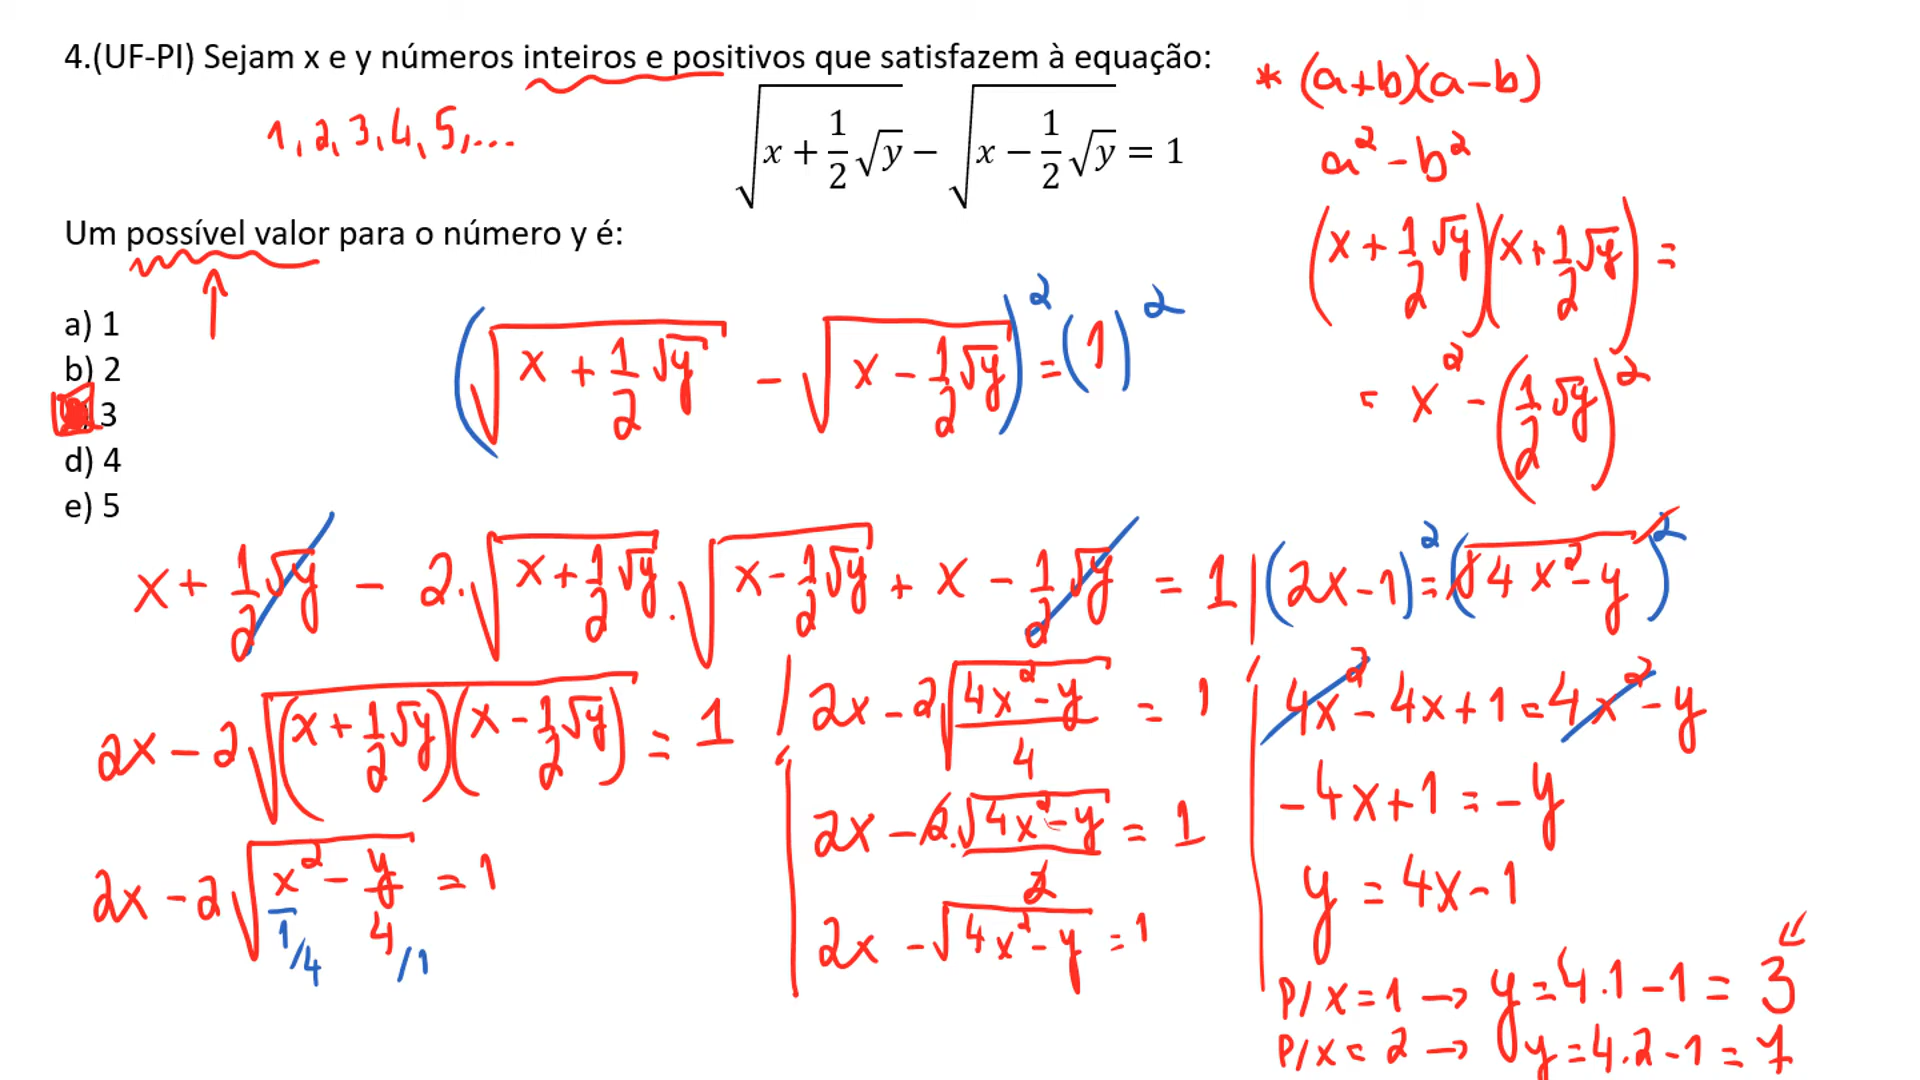 4.(UF-PI) Sejam x e y números inteiros e positivos que satisfazem à equação:
1, 2, 3, 4, 5, ...
√(x + 1/2 √y) − √(x − 1/2 √y) = 1
Um possível valor para o número y é:
a) 1
b) 2
3
d) 4
e) 5
* (a+b)(a-b)
a² - b²
(x + 1/2 √y)(x + 1/2 √y) =
= x² - (1/2 √y)²
(√(x + 1/2 √y) - √(x - 1/2 √y))² = (1)²
x + 1/2 √y - 2·√(x + 1/2 √y)·√(x - 1/2 √y) + x - 1/2 √y = 1
2x - 2√((x + 1/2 √y)(x - 1/2 √y)) = 1
2x - 2√(x²/1 - y/4) = 1
/4 /1
2x - 2√((4x² - y)/4) = 1
2x - 2·√(4x² - y)/2 = 1
2x - √(4x² - y) = 1
(2x - 1)² = (√(4x² - y))²
4x² - 4x + 1 = 4x² - y
-4x + 1 = -y
y = 4x - 1
P/ x = 1 → y = 4·1 - 1 = 3
P/ x = 2 → y = 4·2 - 1 = 7